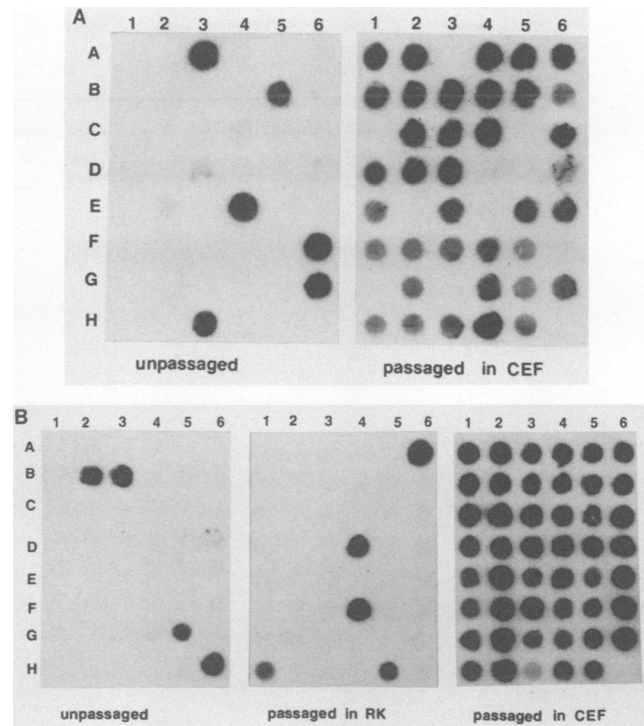 A
1 2 3 4 5 6 1 2 3 4 5 6
A
B
C
D
E
F
G
H
unpassaged passaged in CEF
B
1 2 3 4 5 6 1 2 3 4 5 6 1 2 3 4 5 6
A
B
C
D
E
F
G
H
unpassaged passaged in RK passaged in CEF